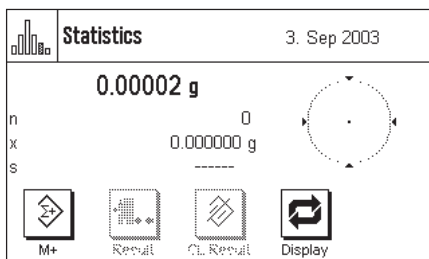 Statistics 3. Sep 2003
0.00002 g
n 0
x 0.000000 g
s ------
M+ Result CL Result Display